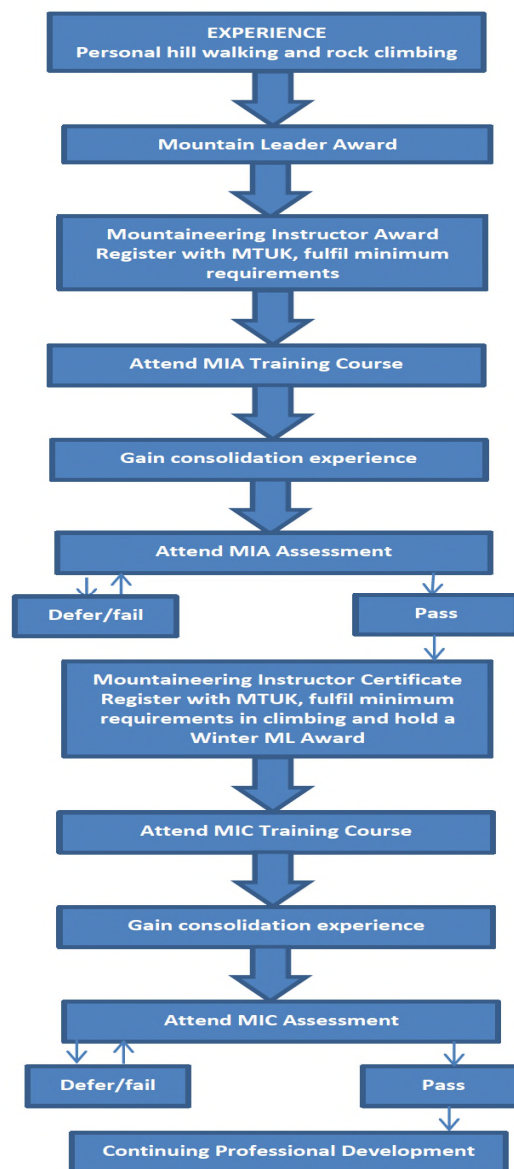 EXPERIENCE
Personal hill walking and rock climbing
Mountain Leader Award
Mountaineering Instructor Award
Register with MTUK, fulfil minimum
requirements
Attend MIA Training Course
Gain consolidation experience
Attend MIA Assessment
Defer/fail
Pass
Mountaineering Instructor Certificate
Register with MTUK, fulfil minimum
requirements in climbing and hold a
Winter ML Award
Attend MIC Training Course
Gain consolidation experience
Attend MIC Assessment
Defer/fail
Pass
Continuing Professional Development